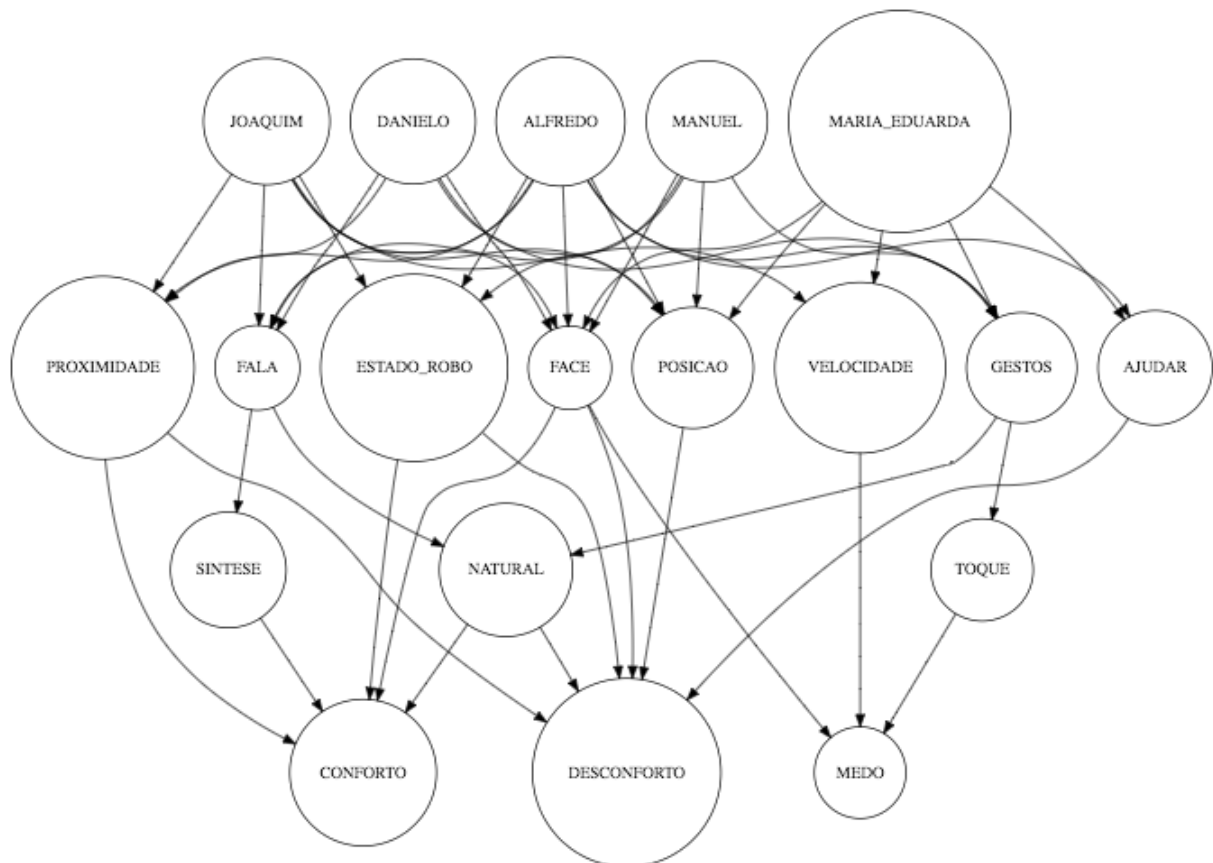 JOAQUIM
DANIELO
ALFREDO
MANUEL
MARIA_EDUARDA
PROXIMIDADE
FALA
ESTADO_ROBO
FACE
POSICAO
VELOCIDADE
GESTOS
AJUDAR
SINTESE
NATURAL
TOQUE
CONFORTO
DESCONFORTO
MEDO